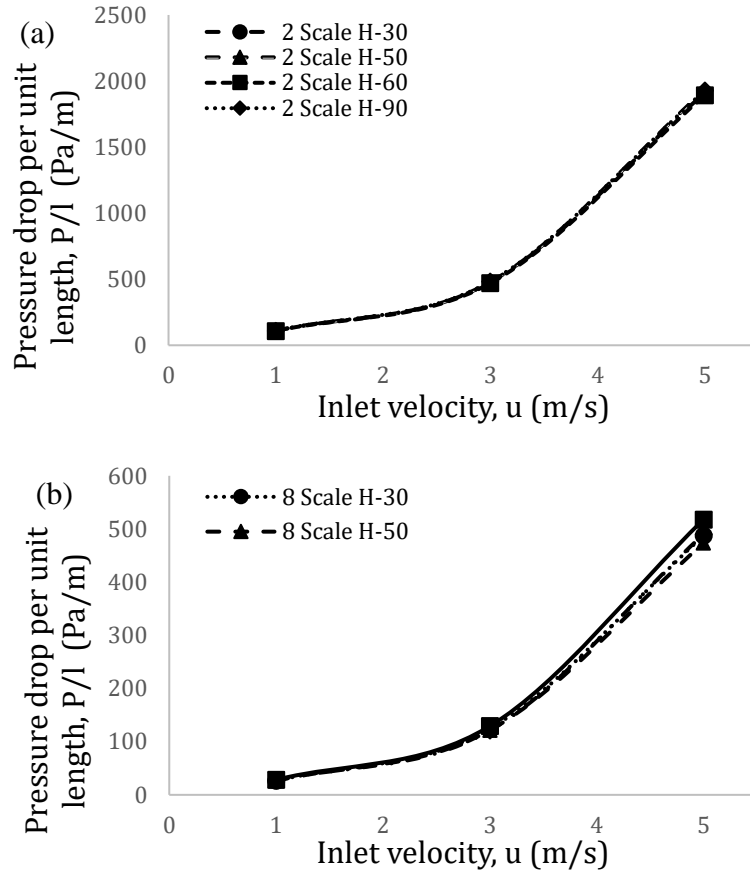 (a)
2 Scale H-30
2 Scale H-50
2 Scale H-60
2 Scale H-90
Pressure drop per unit
length, P/l (Pa/m)
2500
2000
1500
1000
500
0
0 1 2 3 4 5
Inlet velocity, u (m/s)
(b)
8 Scale H-30
8 Scale H-50
Pressure drop per unit
length, P/l (Pa/m)
600
500
400
300
200
100
0
0 1 2 3 4 5
Inlet velocity, u (m/s)